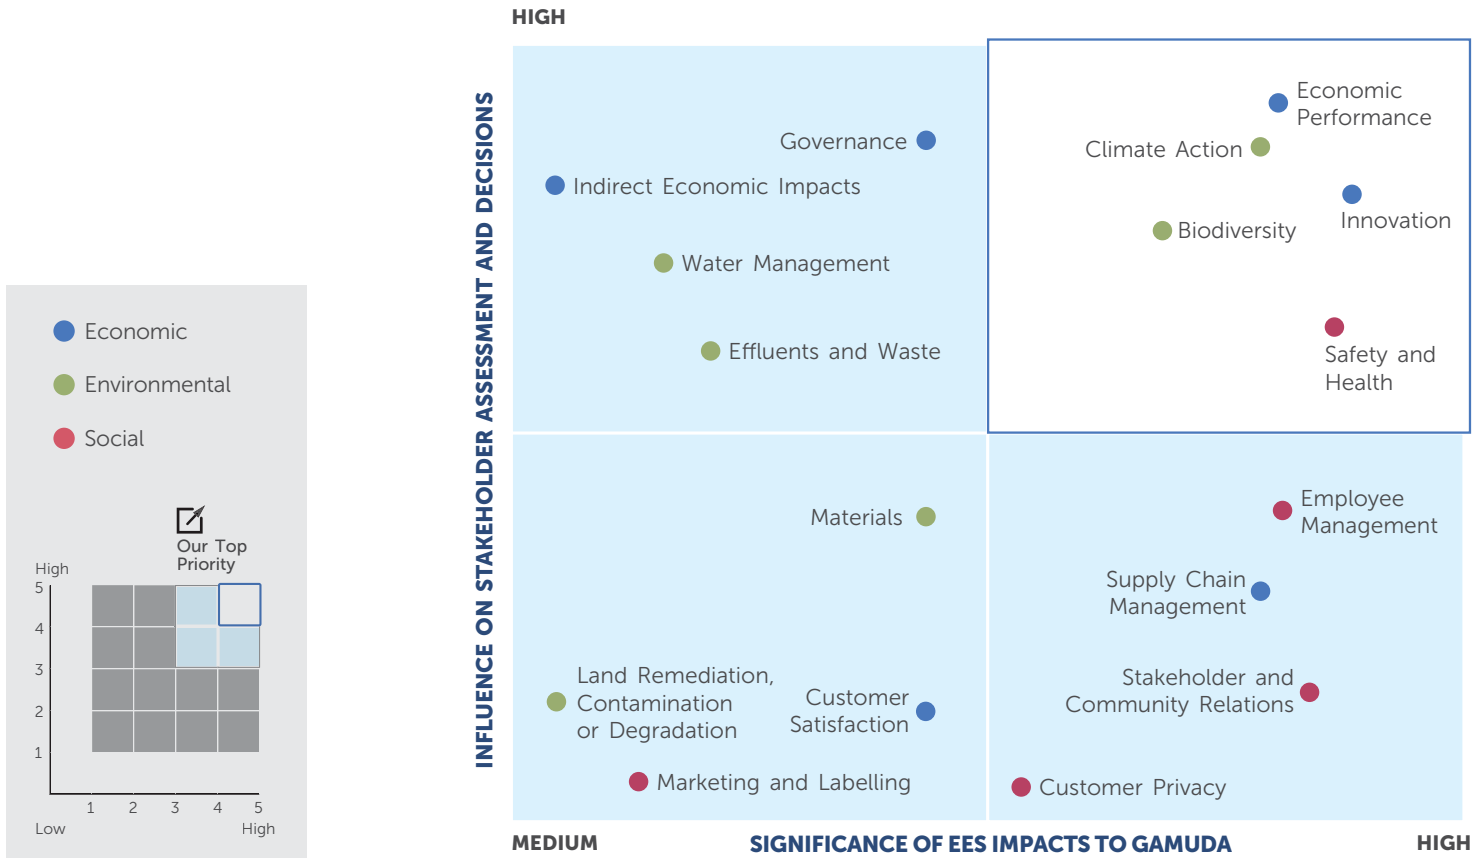 Economic
Environmental
Social
Our Top
Priority
High
5
4
3
2
1
1 2 3 4 5
Low High
HIGH
INFLUENCE ON STAKEHOLDER ASSESSMENT AND DECISIONS
Governance
Indirect Economic Impacts
Water Management
Effluents and Waste
Economic
Performance
Climate Action
Innovation
Biodiversity
Safety and
Health
Materials
Land Remediation,
Contamination
or Degradation
Customer
Satisfaction
Marketing and Labelling
Employee
Management
Supply Chain
Management
Stakeholder and
Community Relations
Customer Privacy
MEDIUM SIGNIFICANCE OF EES IMPACTS TO GAMUDA HIGH